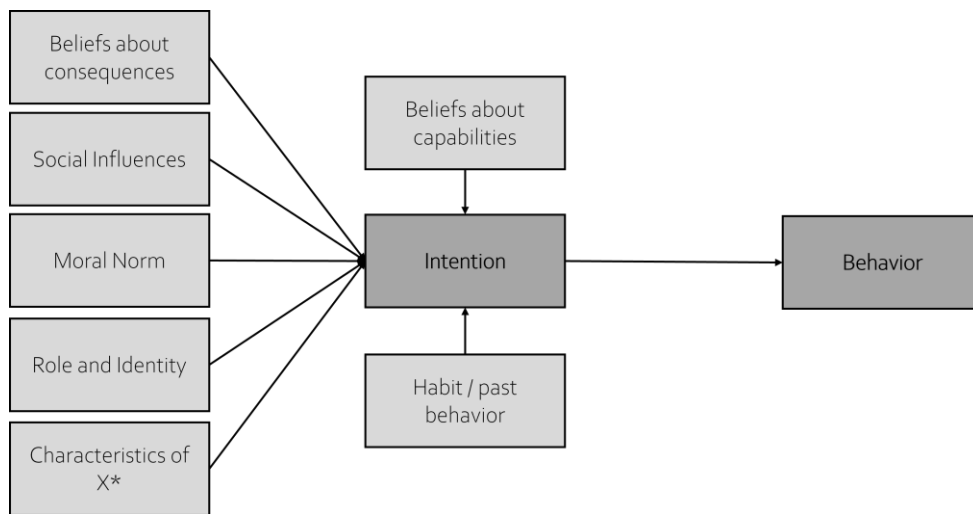 Beliefs about
consequences
Social Influences
Moral Norm
Role and Identity
Characteristics of
X*
Beliefs about
capabilities
Intention
Habit / past
behavior
Behavior